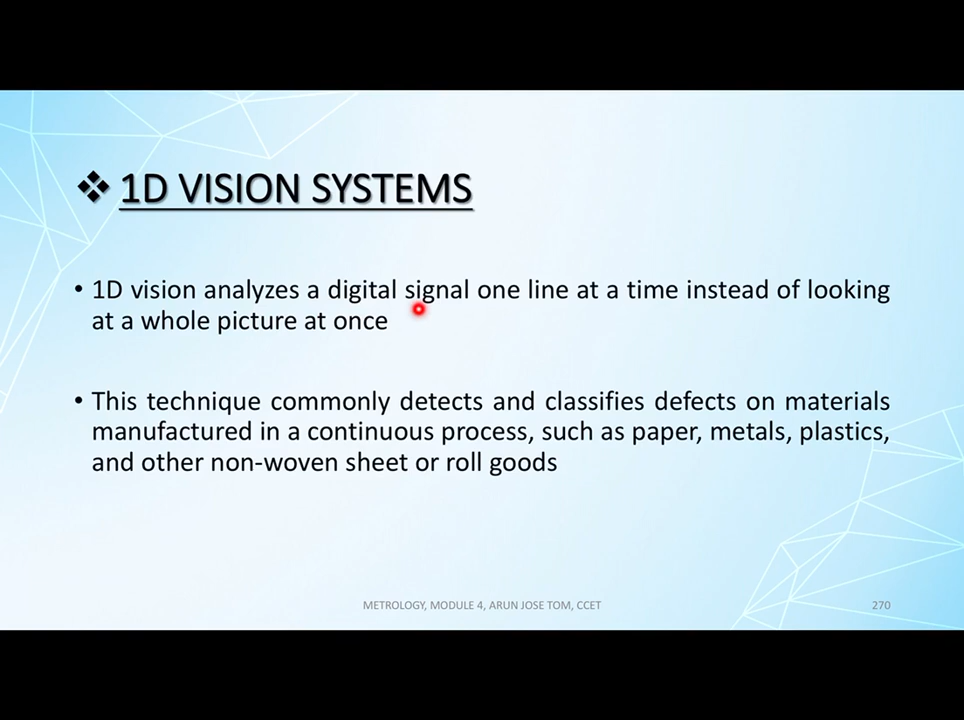 ❖ 1D VISION SYSTEMS
• 1D vision analyzes a digital signal one line at a time instead of looking
at a whole picture at once
• This technique commonly detects and classifies defects on materials
manufactured in a continuous process, such as paper, metals, plastics,
and other non-woven sheet or roll goods
METROLOGY, MODULE 4, ARUN JOSE TOM, CCET
270